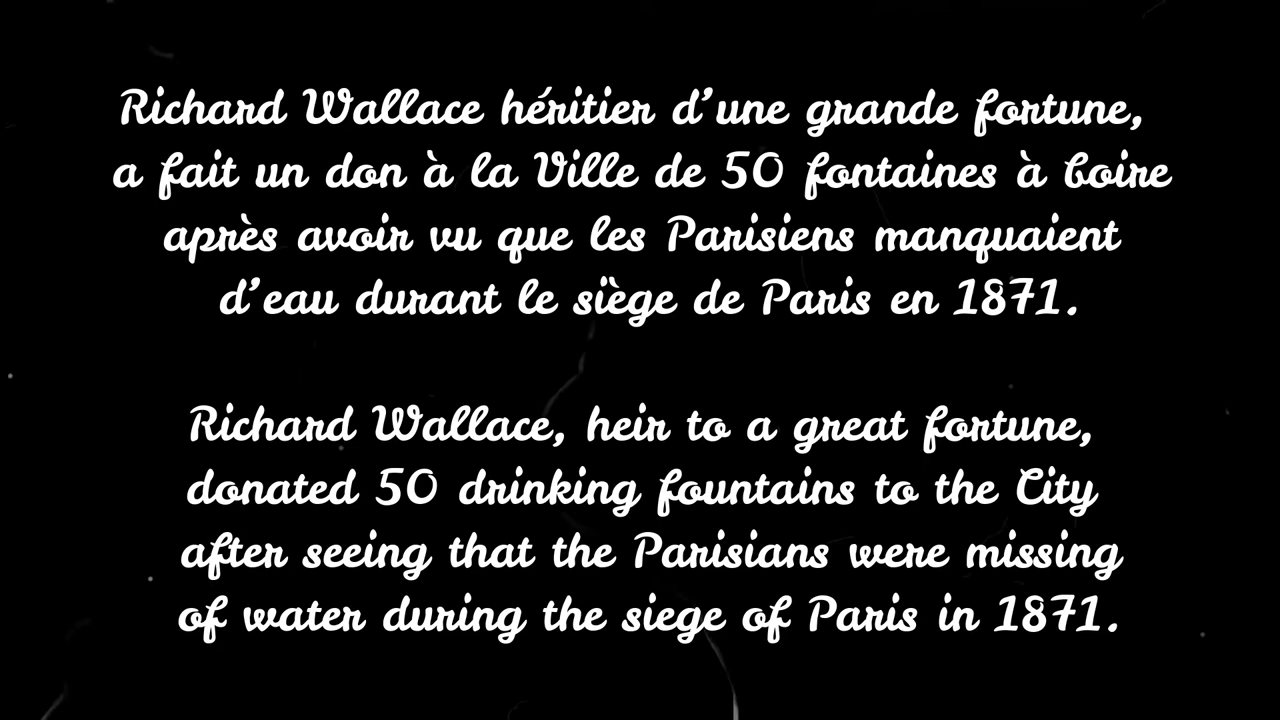 Richard Wallace héritier d’une grande fortune,
a fait un don à la Ville de 50 fontaines à boire
après avoir vu que les Parisiens manquaient
d’eau durant le siège de Paris en 1871.
Richard Wallace, heir to a great fortune,
donated 50 drinking fountains to the City
after seeing that the Parisians were missing
of water during the siege of Paris in 1871.